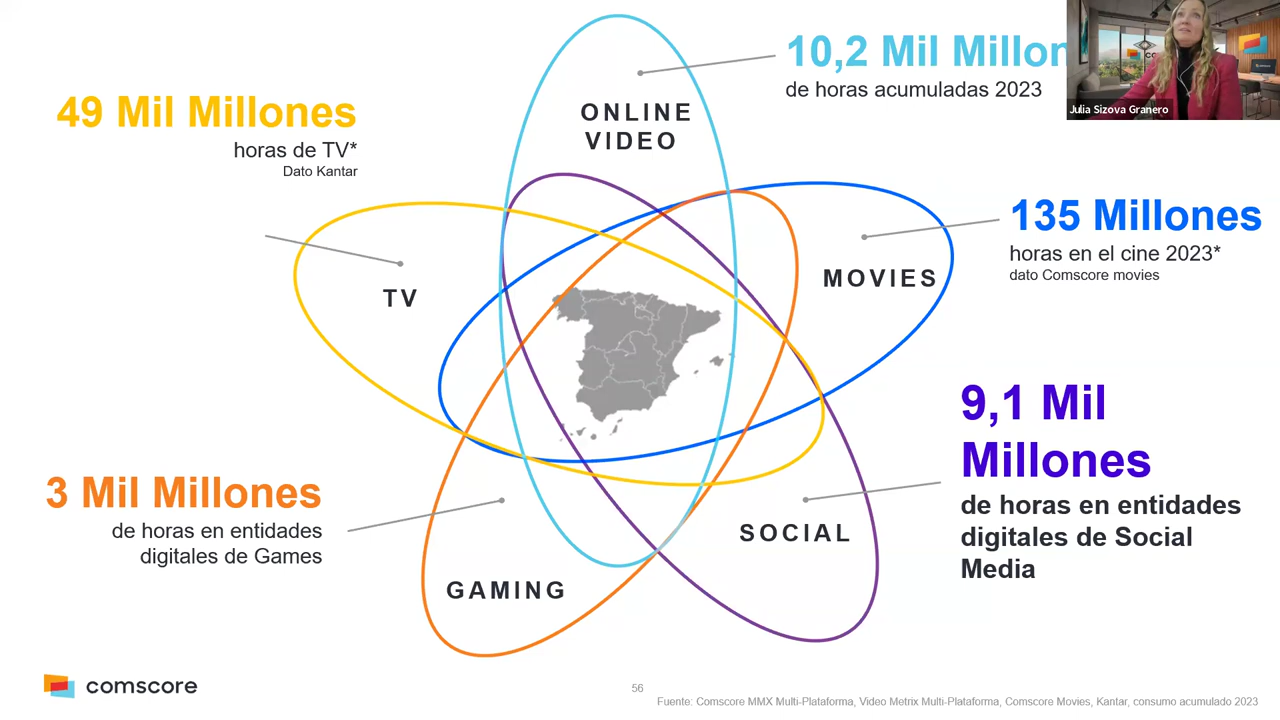 10,2 Mil Millon
de horas acumuladas 2023
Julia Sizova Granero
49 Mil Millones
horas de TV*
Dato Kantar
ONLINE
VIDEO
135 Millones
horas en el cine 2023*
dato Comscore movies
MOVIES
TV
9,1 Mil
Millones
de horas en entidades
digitales de Social
Media
3 Mil Millones
de horas en entidades
digitales de Games
SOCIAL
GAMING
comscore
56
Fuente: Comscore MMX Multi-Plataforma, Video Metrix Multi-Plataforma, Comscore Movies, Kantar, consumo acumulado 2023